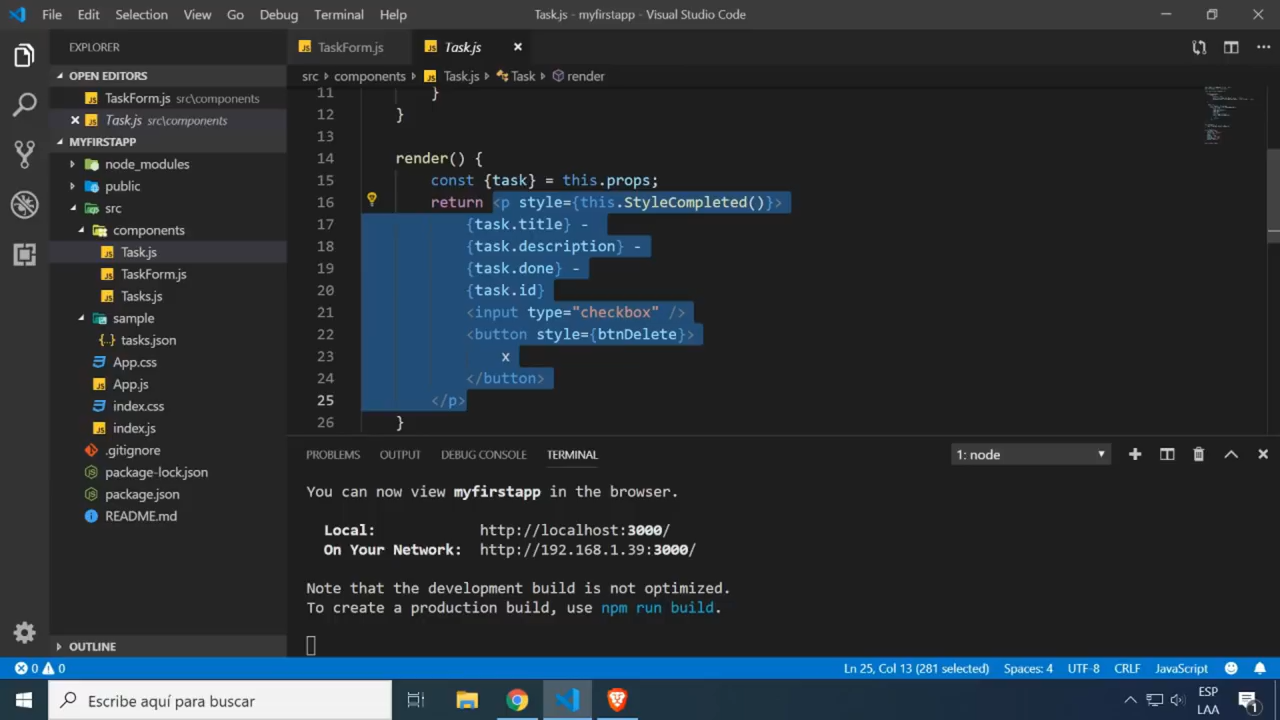 File Edit Selection View Go Debug Terminal Help Task.js - myfirstapp - Visual Studio Code
EXPLORER
OPEN EDITORS
TaskForm.js src\components
Task.js src\components
MYFIRSTAPP
node_modules
public
src
components
Task.js
TaskForm.js
Tasks.js
sample
{..} tasks.json
App.css
App.js
index.css
index.js
.gitignore
package-lock.json
package.json
README.md
OUTLINE
TaskForm.js Task.js
src components Task.js Task render
11 }
12 }
13
14 render() {
15 const {task} = this.props;
16 return <p style={this.StyleCompleted()}>
17 {task.title} -
18 {task.description} -
19 {task.done} -
20 {task.id}
21 <input type="checkbox" />
22 <button style={btnDelete}>
23 x
24 </button>
25 </p>
26 }
PROBLEMS OUTPUT DEBUG CONSOLE TERMINAL 1: node
You can now view myfirstapp in the browser.
Local: http://localhost:3000/
On Your Network: http://192.168.1.39:3000/
Note that the development build is not optimized.
To create a production build, use npm run build.
0 0 Ln 25, Col 13 (281 selected) Spaces: 4 UTF-8 CRLF JavaScript
Escribe aquí para buscar
ESP
LAA
1